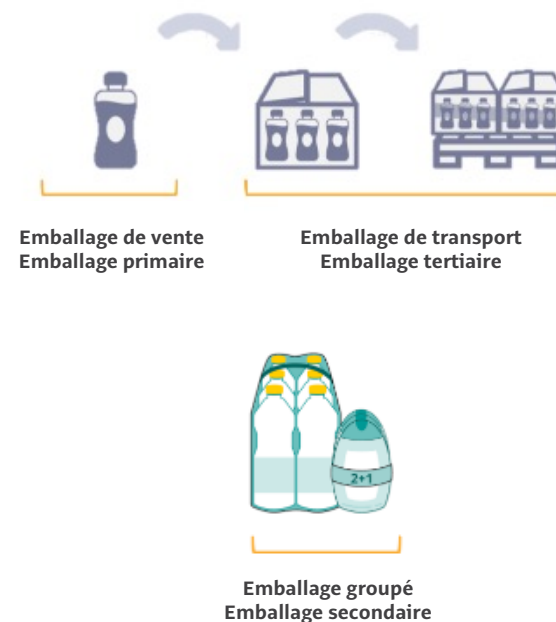 Emballage de vente
Emballage primaire
Emballage de transport
Emballage tertiaire
2+1
Emballage groupé
Emballage secondaire